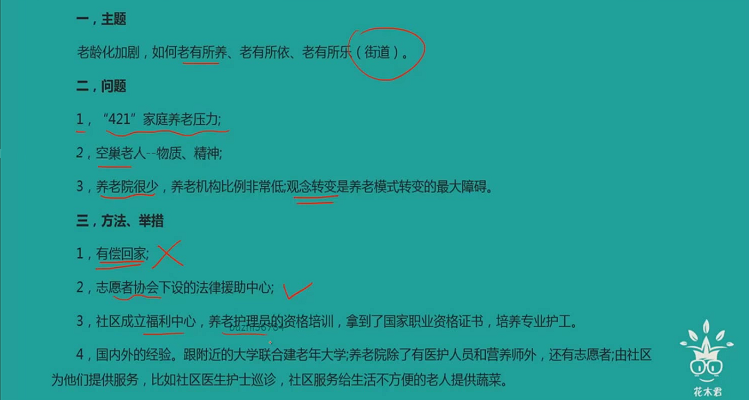 一，主题
老龄化加剧，如何老有所养、老有所依、老有所乐（街道）。
二，问题
1，“421”家庭养老压力;
2，空巢老人--物质、精神;
3，养老院很少，养老机构比例非常低;观念转变是养老模式转变的最大障碍。
三，方法、举措
1，有偿回家;
2，志愿者协会下设的法律援助中心;
3，社区成立福利中心，养老护理员的资格培训，拿到了国家职业资格证书，培养专业护工。
4，国内外的经验。跟附近的大学联合建老年大学;养老院除了有医护人员和营养师外，还有志愿者;由社区
为他们提供服务，比如社区医生护士巡诊，社区服务给生活不方便的老人提供蔬菜。
花木君